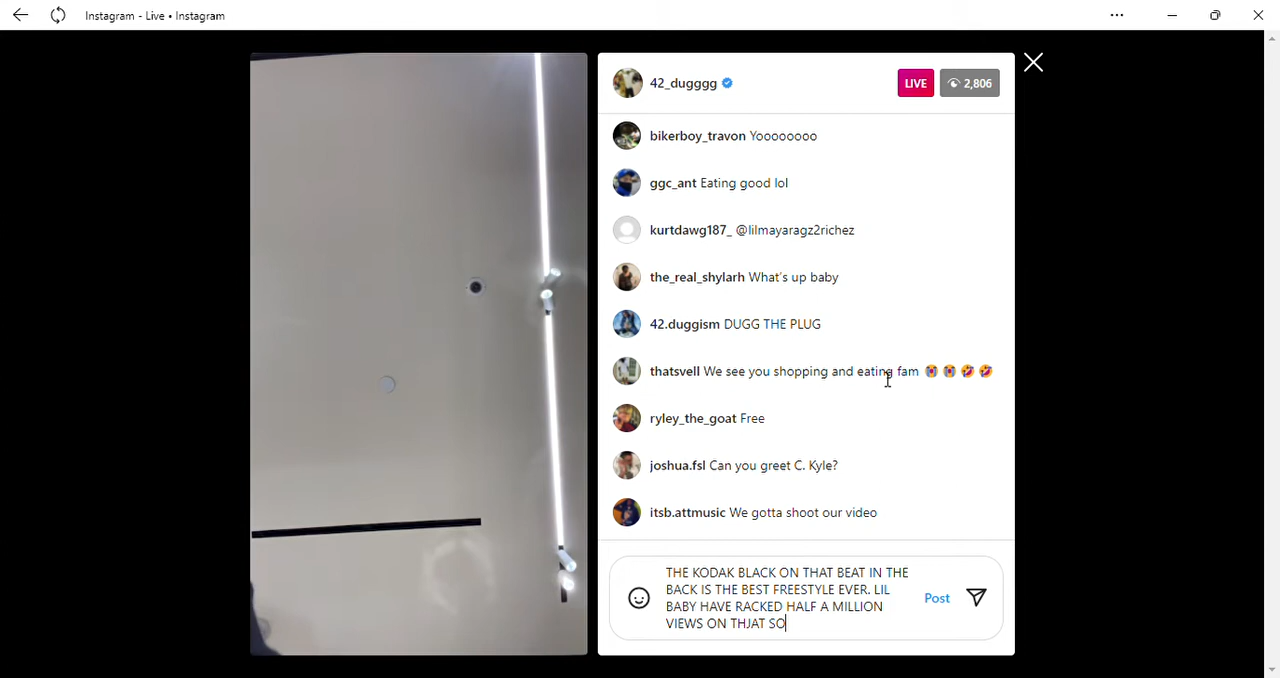 Instagram - Live • Instagram
42_dugggg
LIVE
2,806
bikerboy_travon Yoooooooo
ggc_ant Eating good lol
kurtdawg187_ @lilmayaragz2richez
the_real_shylarh What's up baby
42.duggism DUGG THE PLUG
thatsvell We see you shopping and eating fam 😭 😭 🤣 🤣
ryley_the_goat Free
joshua.fsl Can you greet C. Kyle?
itsb.attmusic We gotta shoot our video
THE KODAK BLACK ON THAT BEAT IN THE
BACK IS THE BEST FREESTYLE EVER. LIL
BABY HAVE RACKED HALF A MILLION
VIEWS ON THJAT SO
Post